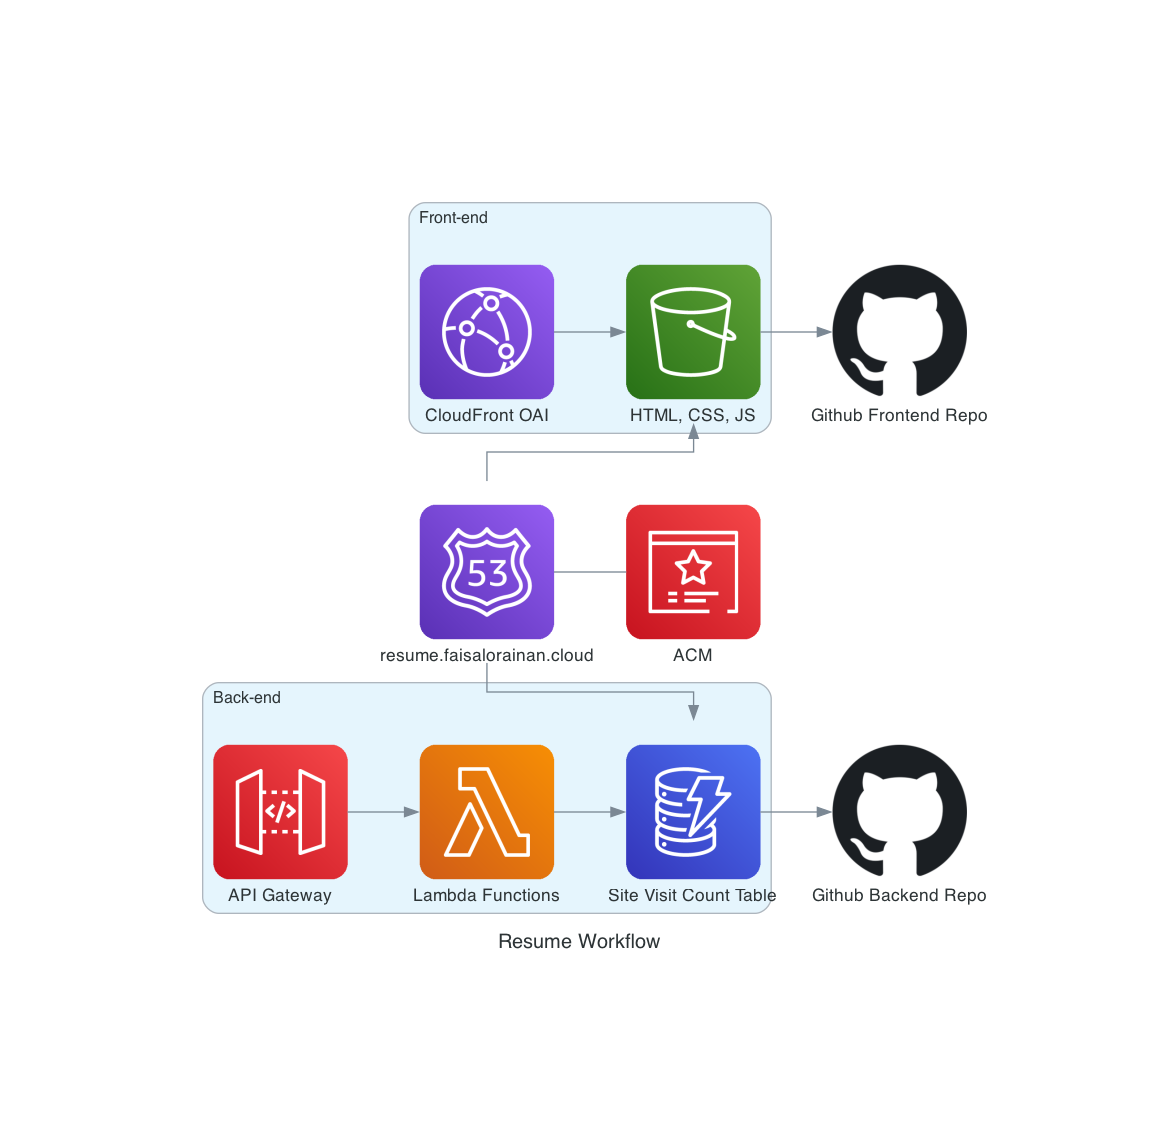 Front-end
CloudFront OAI
HTML, CSS, JS
Github Frontend Repo
53
resume.faisalorainan.cloud
ACM
Back-end
</>
API Gateway
Lambda Functions
Site Visit Count Table
Github Backend Repo
Resume Workflow